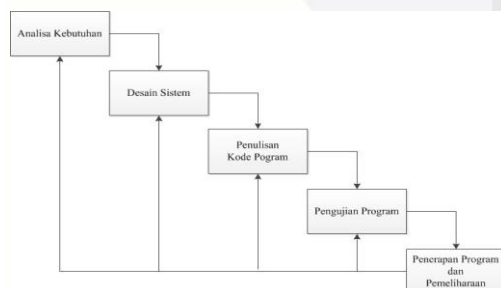 Analisa Kebutuhan
Desain Sistem
Penulisan
Kode Pogram
Pengujian Program
Penerapan Program
dan
Pemeliharaan